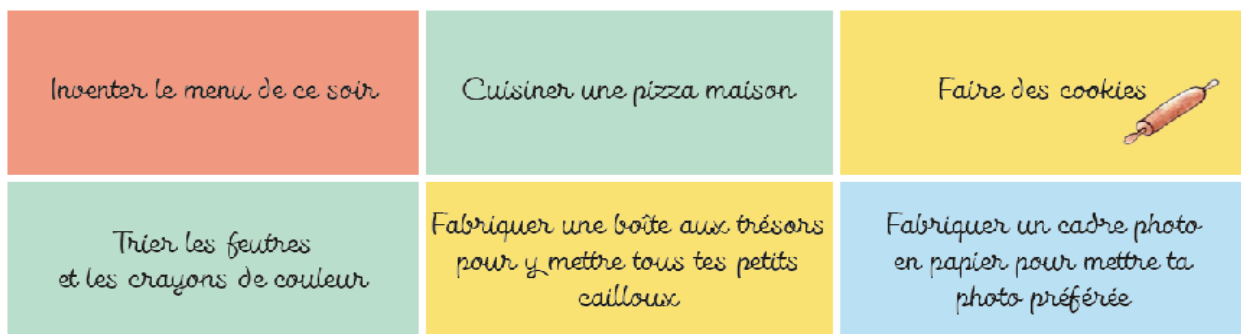 Inventer le menu de ce soir
Cuisiner une pizza maison
Faire des cookies
Trier les feutres
et les crayons de couleur
Fabriquer une boîte aux trésors
pour y mettre tous tes petits
cailloux
Fabriquer un cadre photo
en papier pour mettre ta
photo préférée